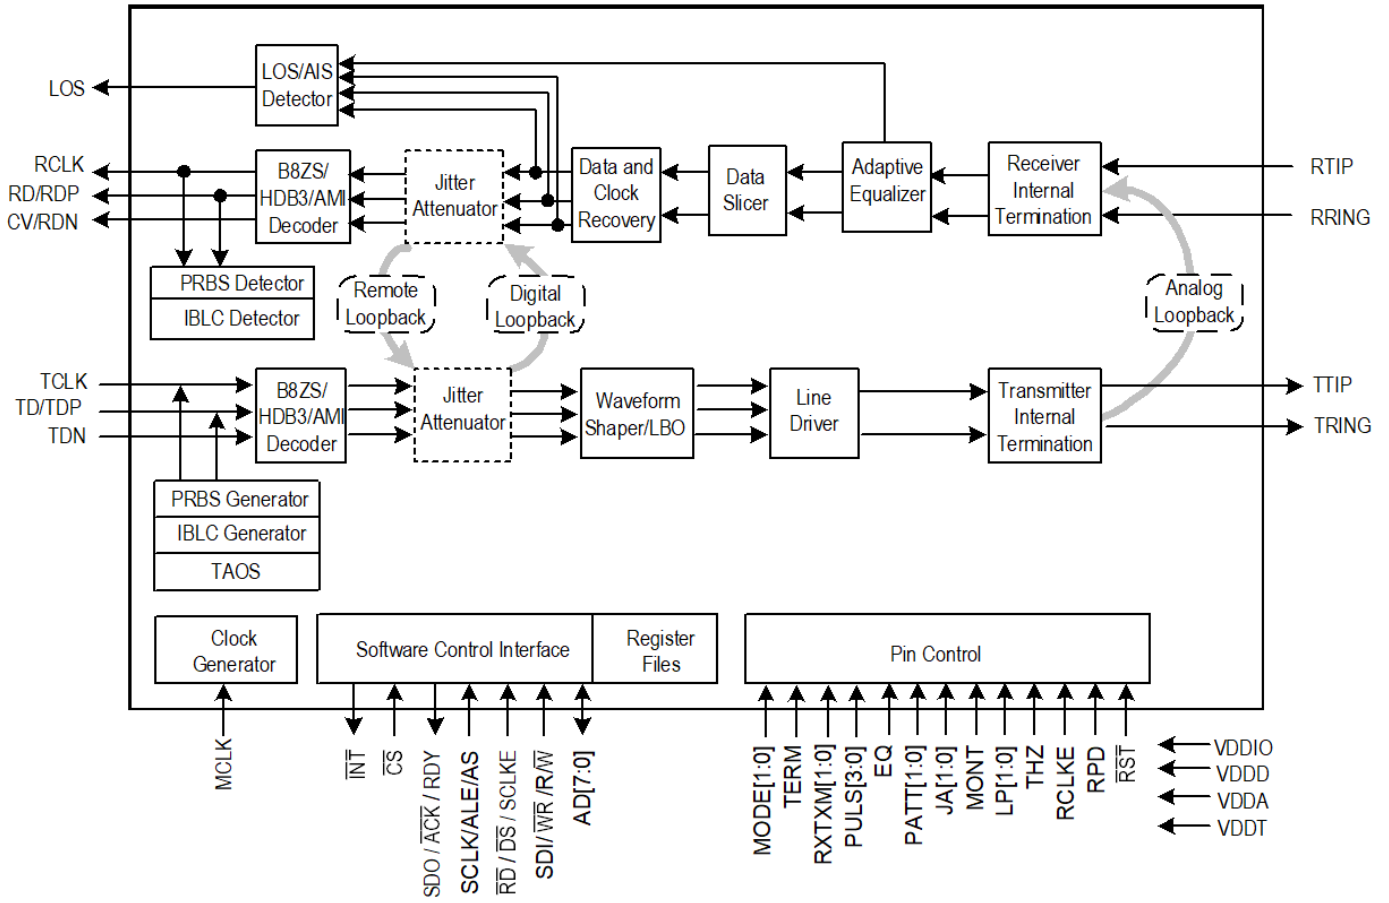 LOS
LOS/AIS
Detector
RCLK
RD/RDP
CV/RDN
B8ZS/
HDB3/AMI
Decoder
Jitter
Attenuator
Data and
Clock
Recovery
Data
Slicer
Adaptive
Equalizer
Receiver
Internal
Termination
RTIP
RRING
PRBS Detector
IBLC Detector
Remote
Loopback
Digital
Loopback
Analog
Loopback
TCLK
TD/TDP
TDN
B8ZS/
HDB3/AMI
Decoder
Jitter
Attenuator
Waveform
Shaper/LBO
Line
Driver
Transmitter
Internal
Termination
TTIP
TRING
PRBS Generator
IBLC Generator
TAOS
Clock
Generator
Software Control Interface
Register
Files
Pin Control
MCLK
INT
CS
SDO / ACK / RDY
SCLK/ALE/AS
RD / DS / SCLKE
SDI/ WR /R/W
AD[7:0]
MODE[1:0]
TERM
RXTXM[1:0]
PULS[3:0]
EQ
PATT[1:0]
JA[1:0]
MONT
LP[1:0]
THZ
RCLKE
RPD
RST
VDDIO
VDDD
VDDA
VDDT